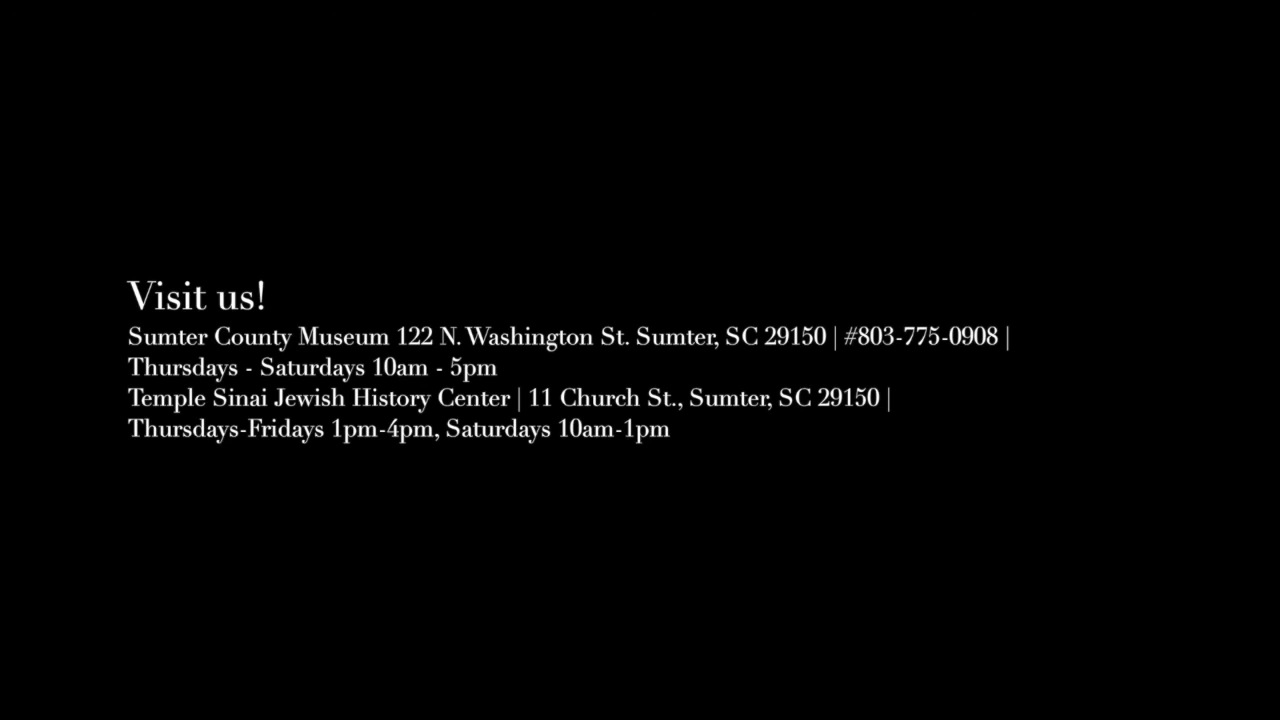 Visit us!
Sumter County Museum 122 N. Washington St. Sumter, SC 29150 | #803-775-0908 |
Thursdays - Saturdays 10am - 5pm
Temple Sinai Jewish History Center | 11 Church St., Sumter, SC 29150 |
Thursdays-Fridays 1pm-4pm, Saturdays 10am-1pm